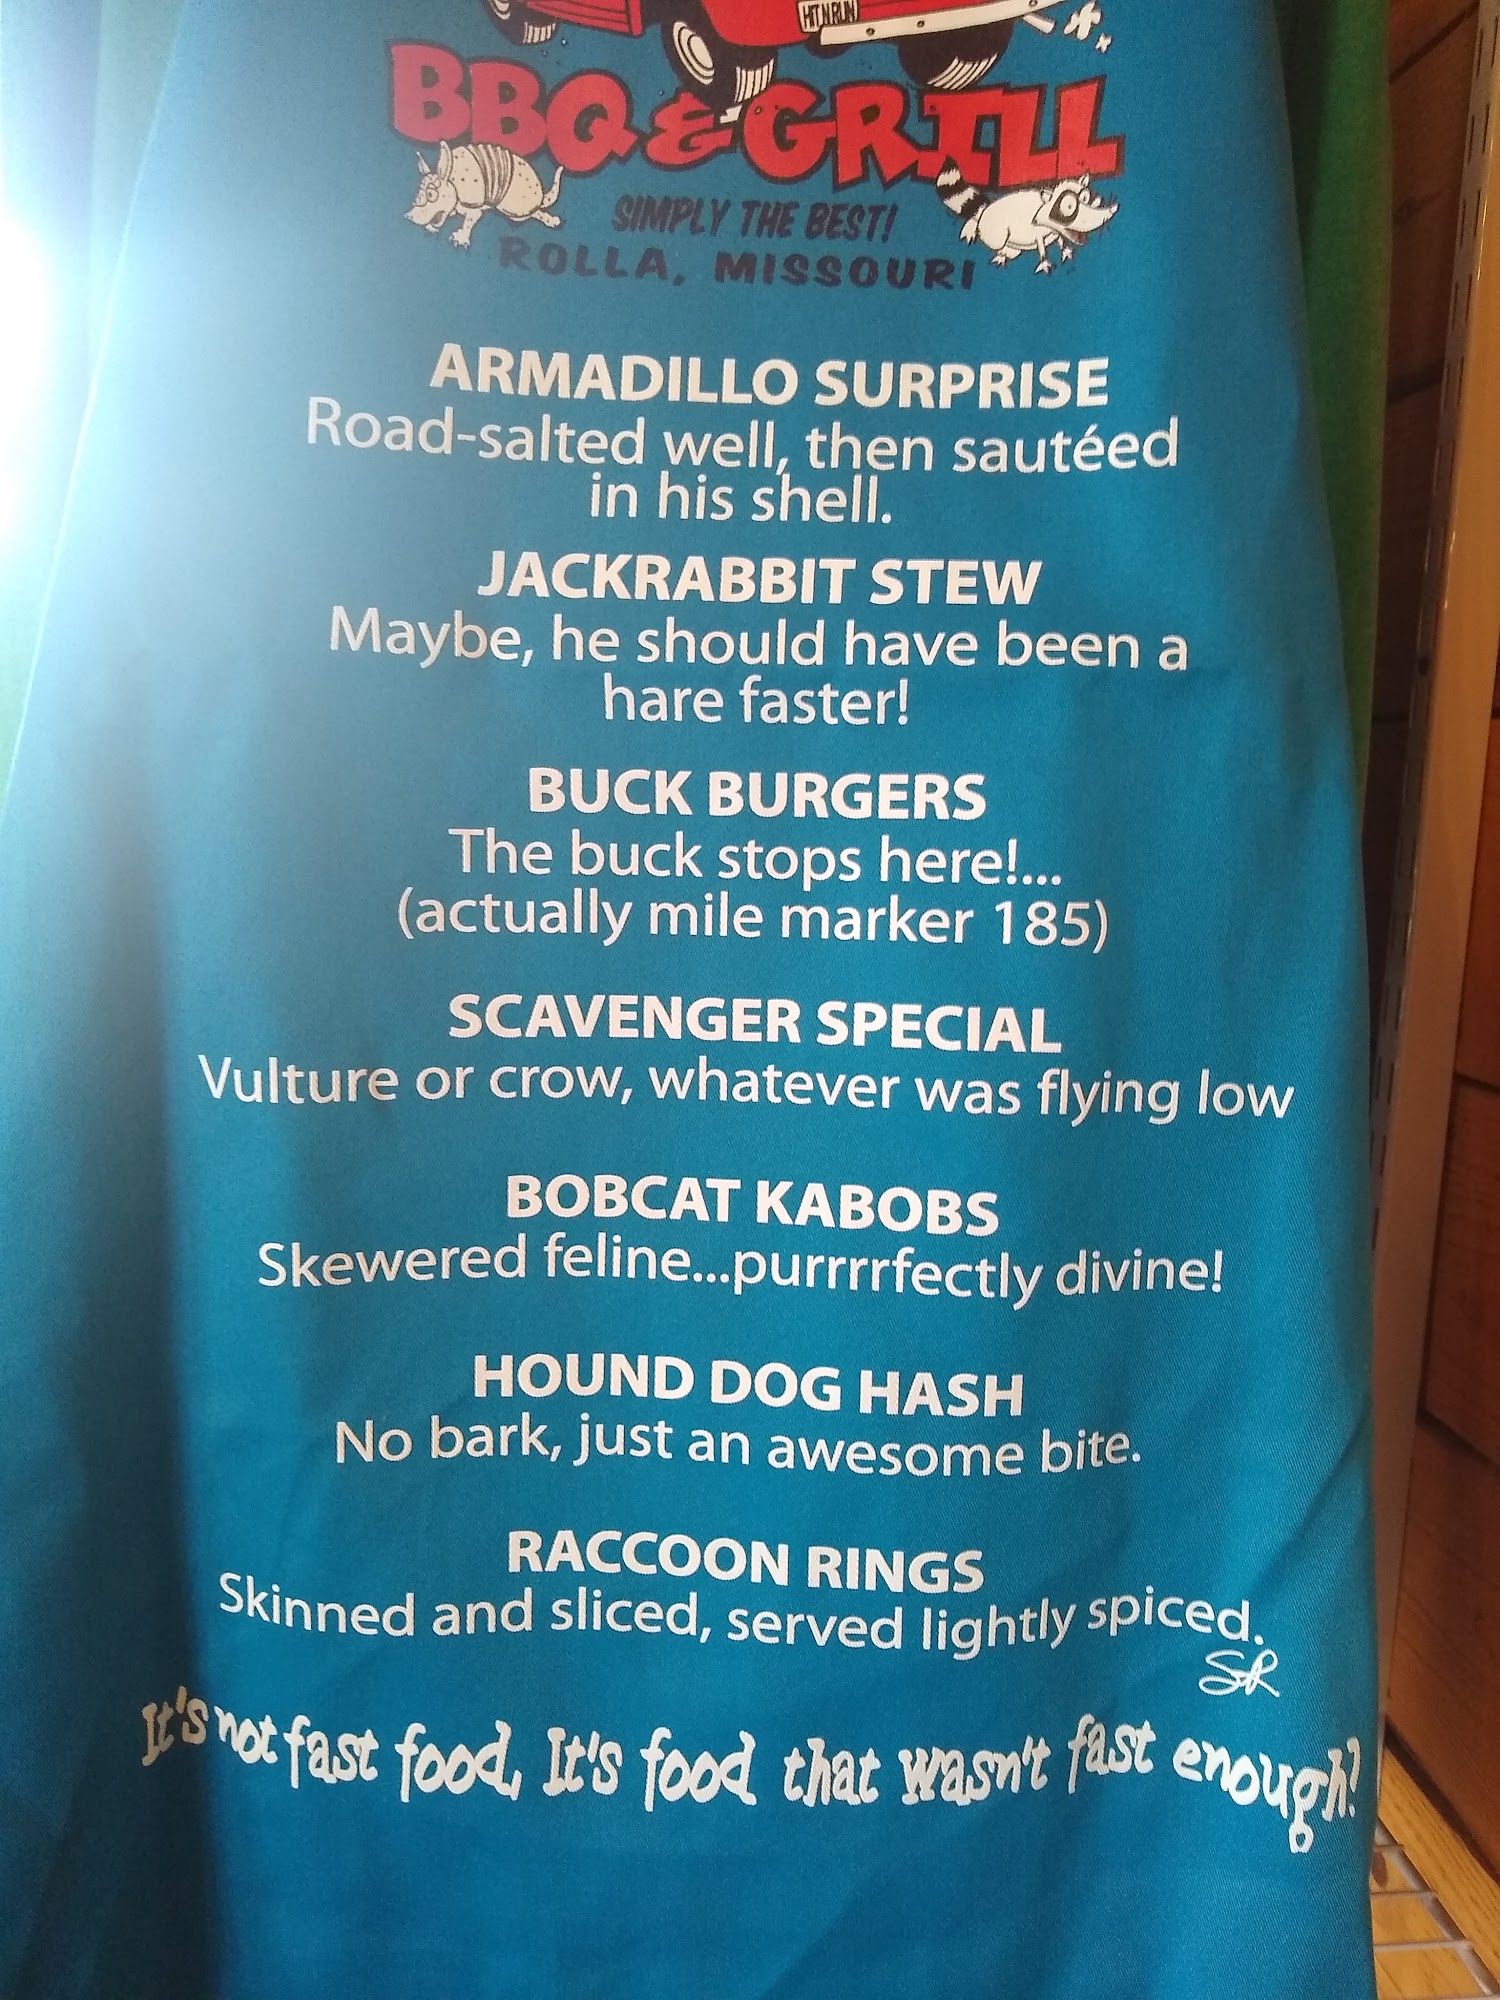 HIT N RUN
BBQ & GRILL
SIMPLY THE BEST!
ROLLA, MISSOURI
ARMADILLO SURPRISE
Road-salted well, then sautéed
in his shell.
JACKRABBIT STEW
Maybe, he should have been a
hare faster!
BUCK BURGERS
The buck stops here!...
(actually mile marker 185)
SCAVENGER SPECIAL
Vulture or crow, whatever was flying low
BOBCAT KABOBS
Skewered feline...purrrrfectly divine!
HOUND DOG HASH
No bark, just an awesome bite.
RACCOON RINGS
Skinned and sliced, served lightly spiced.
SR
It's not fast food, It's food that wasn't fast enough!